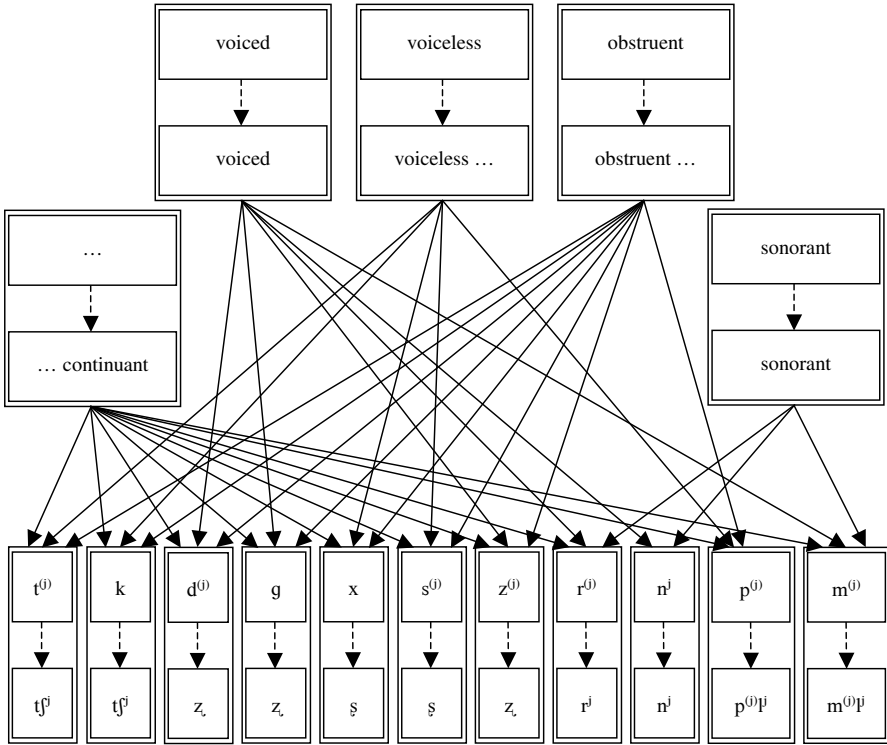 voiced
voiceless
obstruent
voiced
voiceless …
obstruent …
…
sonorant
… continuant
sonorant
t⁽ʲ⁾
k
d⁽ʲ⁾
ɡ
x
s⁽ʲ⁾
z⁽ʲ⁾
r⁽ʲ⁾
nʲ
p⁽ʲ⁾
m⁽ʲ⁾
tʃʲ
tʃʲ
ʐ
ʐ
ʂ
ʂ
ʐ
rʲ
nʲ
p⁽ʲ⁾lʲ
m⁽ʲ⁾lʲ